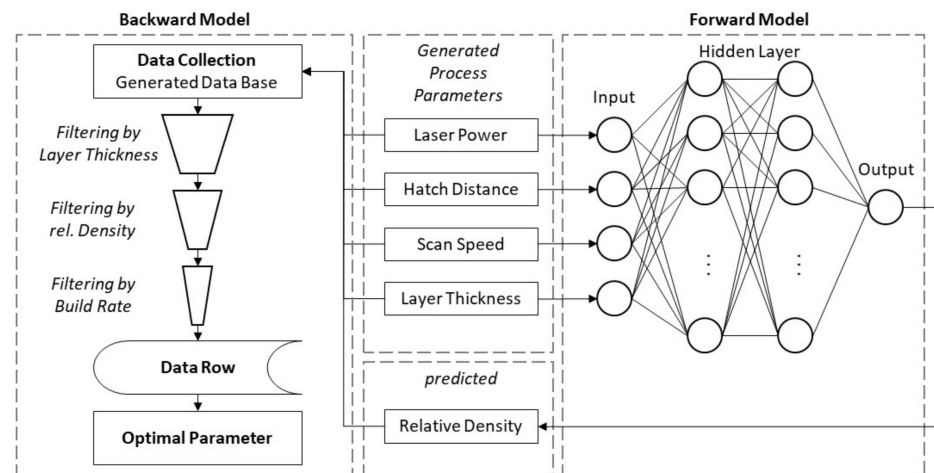 Backward Model
Forward Model
Data Collection
Generated Data Base
Filtering by
Layer Thickness
Filtering by
rel. Density
Filtering by
Build Rate
Data Row
Optimal Parameter
Generated
Process
Parameters
Laser Power
Hatch Distance
Scan Speed
Layer Thickness
predicted
Relative Density
Hidden Layer
Input
Output